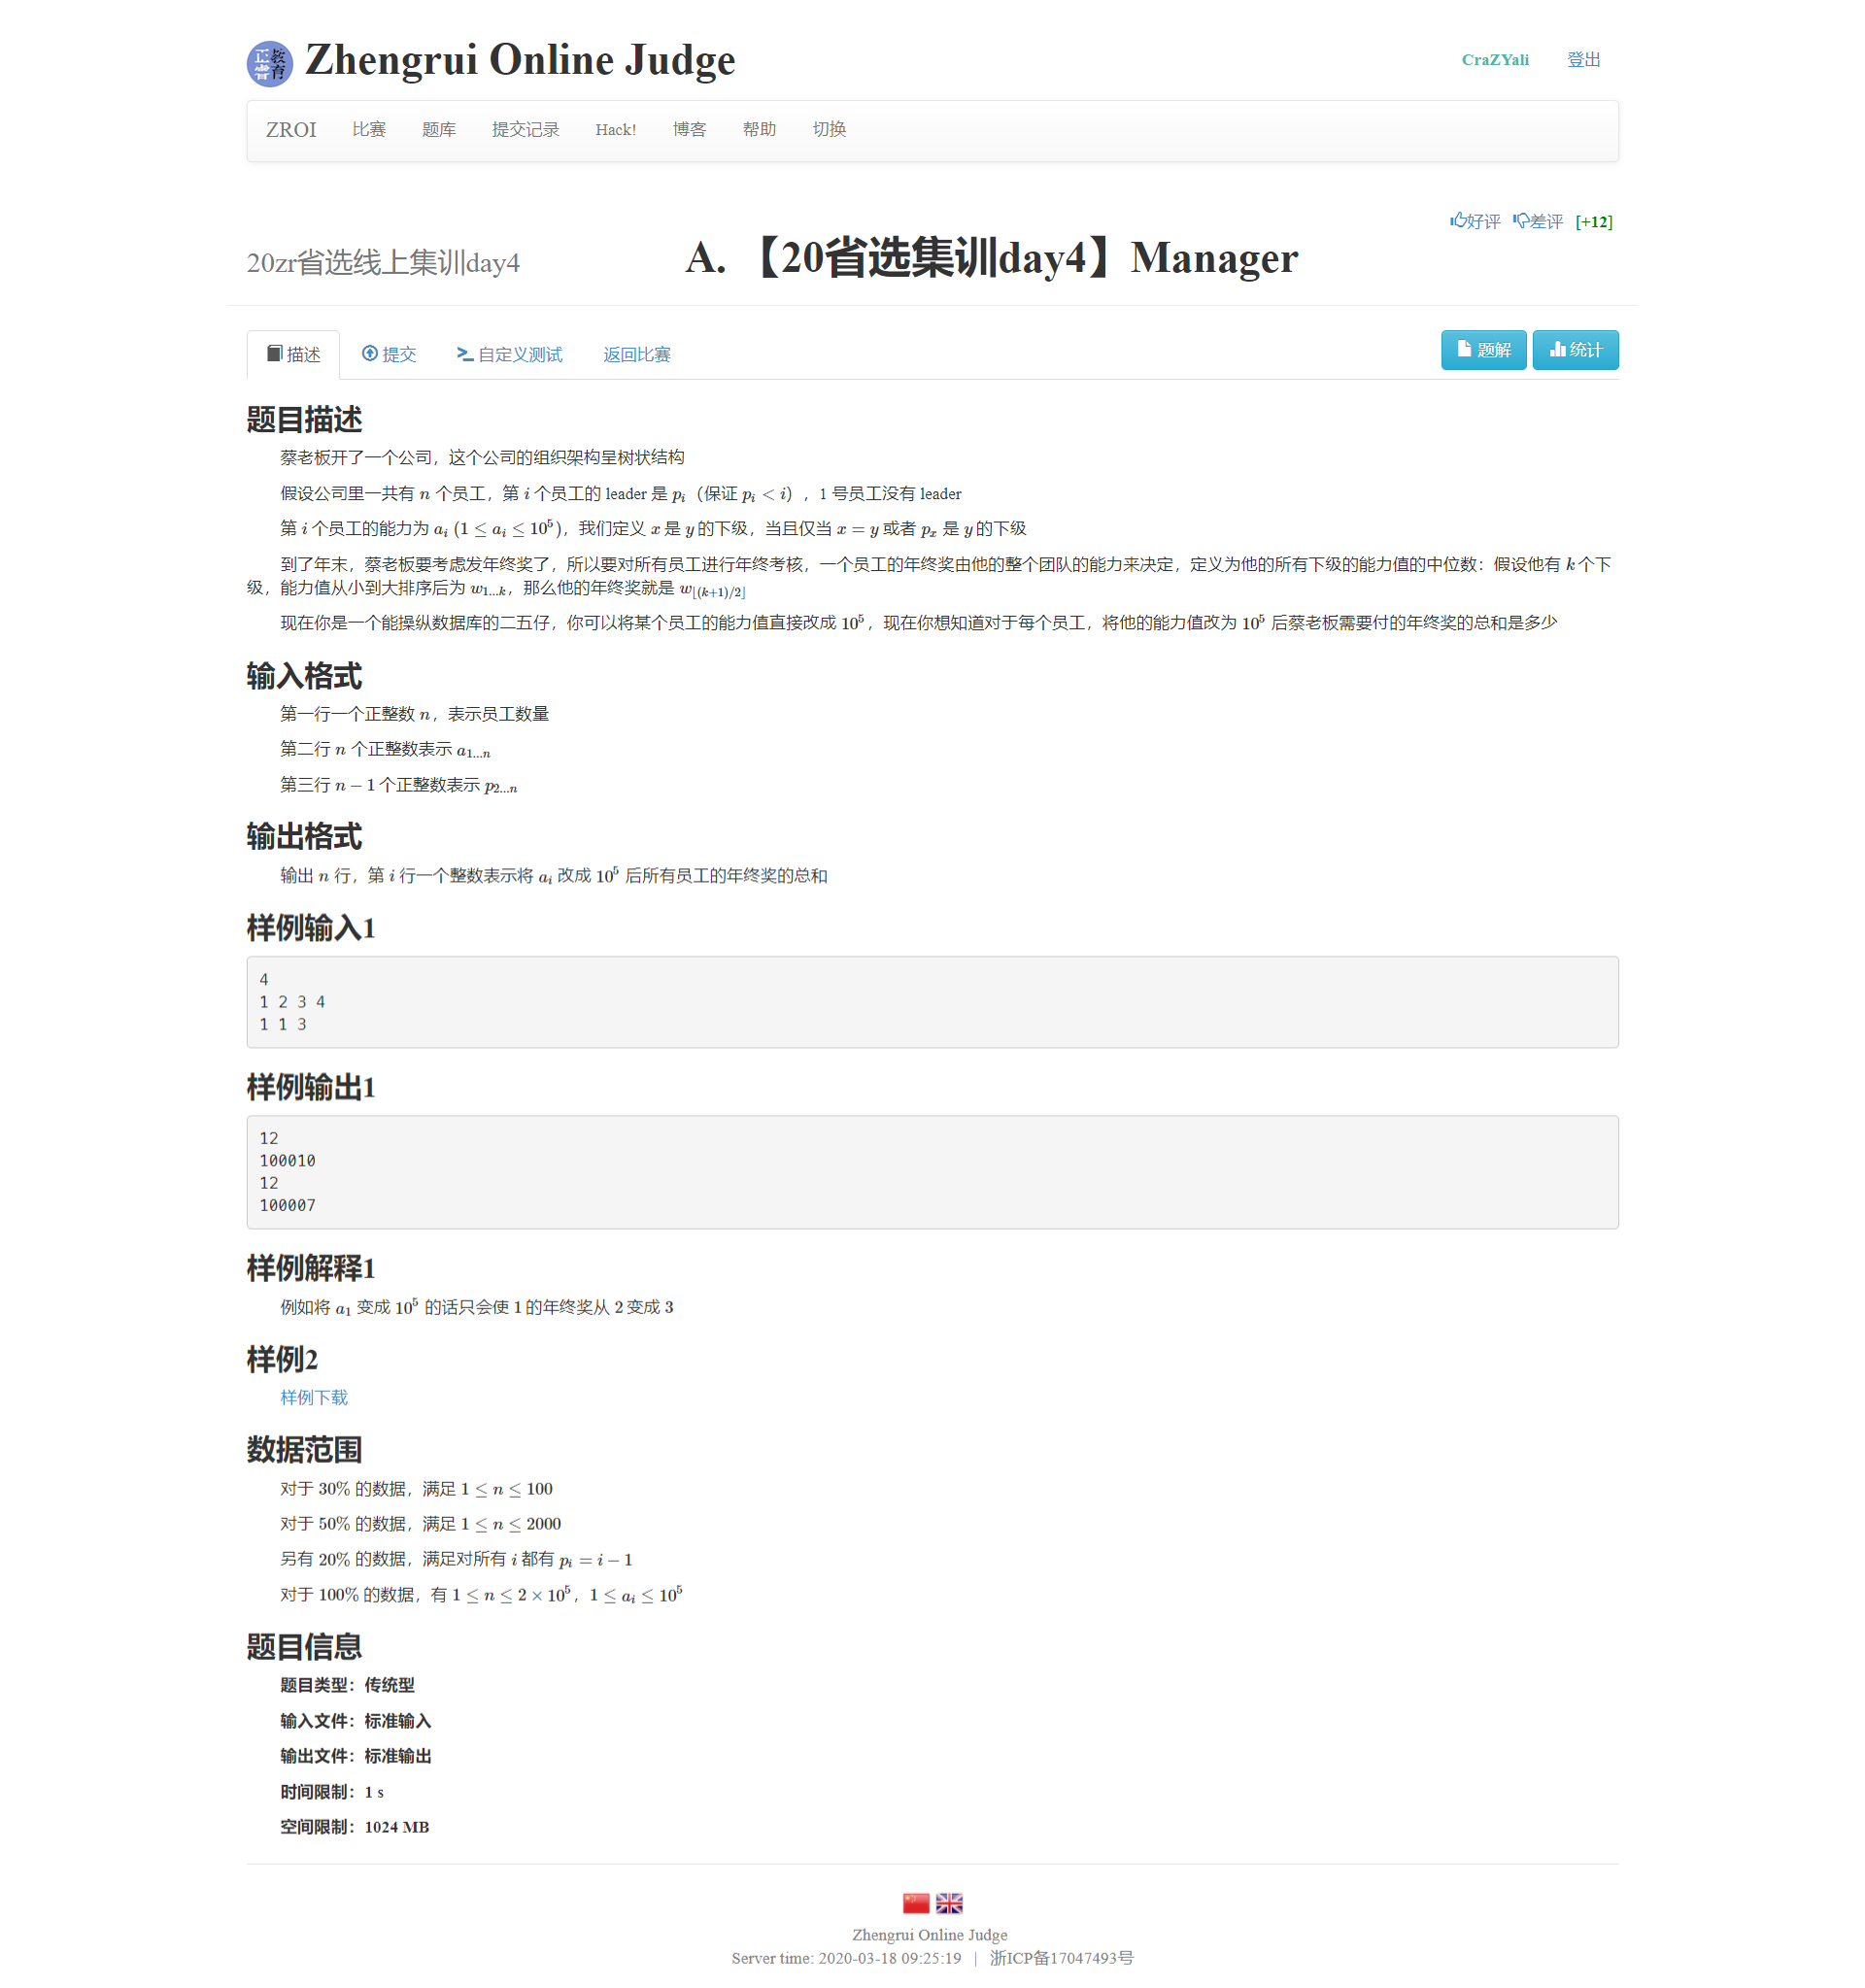 正睿教育 Zhengrui Online Judge
CraZYali 登出
ZROI 比赛 题库 提交记录 Hack! 博客 帮助 切换
好评 差评 [+12]
20zr省选线上集训day4
A. 【20省选集训day4】Manager
描述 提交 自定义测试 返回比赛 题解 统计
题目描述
蔡老板开了一个公司，这个公司的组织架构呈树状结构
假设公司里一共有 n 个员工，第 i 个员工的 leader 是 p_i（保证 p_i < i），1 号员工没有 leader
第 i 个员工的能力为 a_i (1 ≤ a_i ≤ 10^5)，我们定义 x 是 y 的下级，当且仅当 x = y 或者 p_x 是 y 的下级
到了年末，蔡老板要考虑发年终奖了，所以要对所有员工进行年终考核，一个员工的年终奖由他的整个团队的能力来决定，定义为他的所有下级的能力值的中位数：假设他有 k 个下
级，能力值从小到大排序后为 w_{1…k}，那么他的年终奖就是 w_{⌊(k+1)/2⌋}
现在你是一个能操纵数据库的二五仔，你可以将某个员工的能力值直接改成 10^5，现在你想知道对于每个员工，将他的能力值改为 10^5 后蔡老板需要付的年终奖的总和是多少
输入格式
第一行一个正整数 n，表示员工数量
第二行 n 个正整数表示 a_{1…n}
第三行 n − 1 个正整数表示 p_{2…n}
输出格式
输出 n 行，第 i 行一个整数表示将 a_i 改成 10^5 后所有员工的年终奖的总和
样例输入1
4
1 2 3 4
1 1 3
样例输出1
12
100010
12
100007
样例解释1
例如将 a_1 变成 10^5 的话只会使 1 的年终奖从 2 变成 3
样例2
样例下载
数据范围
对于 30% 的数据，满足 1 ≤ n ≤ 100
对于 50% 的数据，满足 1 ≤ n ≤ 2000
另有 20% 的数据，满足对所有 i 都有 p_i = i − 1
对于 100% 的数据，有 1 ≤ n ≤ 2 × 10^5，1 ≤ a_i ≤ 10^5
题目信息
题目类型：传统型
输入文件：标准输入
输出文件：标准输出
时间限制：1 s
空间限制：1024 MB
Zhengrui Online Judge
Server time: 2020-03-18 09:25:19 | 浙ICP备17047493号